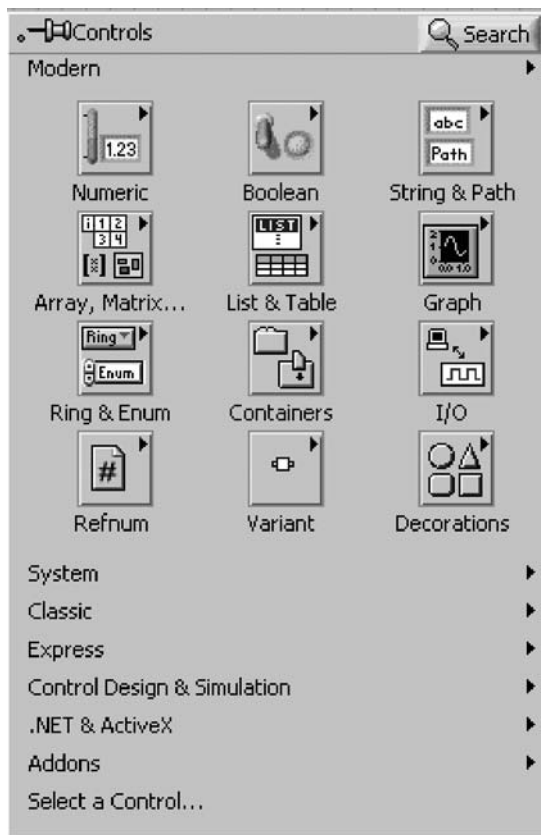 Controls Search
Modern
1.23 abc
Path
Numeric Boolean String & Path
LIST
Array, Matrix... List & Table Graph
Ring
Enum
Ring & Enum Containers I/O
#
Refnum Variant Decorations
System
Classic
Express
Control Design & Simulation
.NET & ActiveX
Addons
Select a Control...